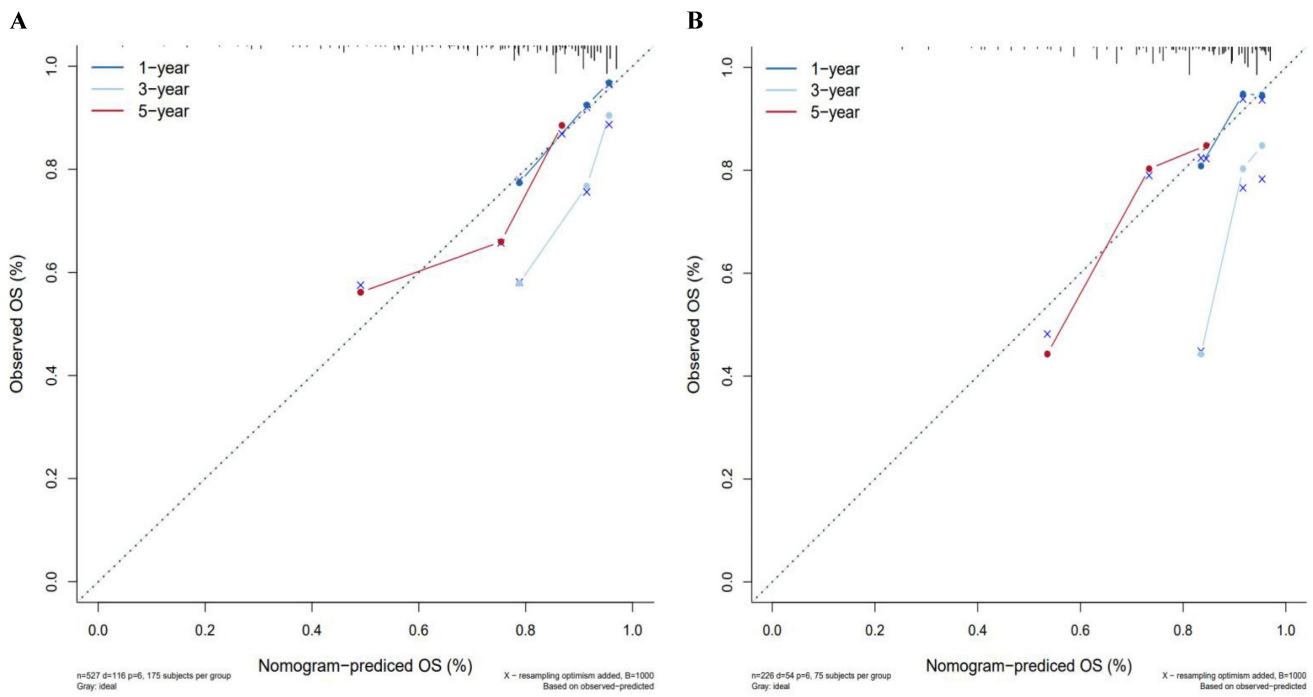 A
1-year
3-year
5-year
Observed OS (%)
0.0 0.2 0.4 0.6 0.8 1.0
0.0 0.2 0.4 0.6 0.8 1.0
Nomogram-prediced OS (%)
n=527 d=116 p=6, 175 subjects per group
Gray: ideal
X - resampling optimism added, B=1000
Based on observed-predicted
B
1-year
3-year
5-year
Observed OS (%)
0.0 0.2 0.4 0.6 0.8 1.0
0.0 0.2 0.4 0.6 0.8 1.0
Nomogram-prediced OS (%)
n=226 d=54 p=6, 75 subjects per group
Gray: ideal
X - resampling optimism added, B=1000
Based on observed-predicted